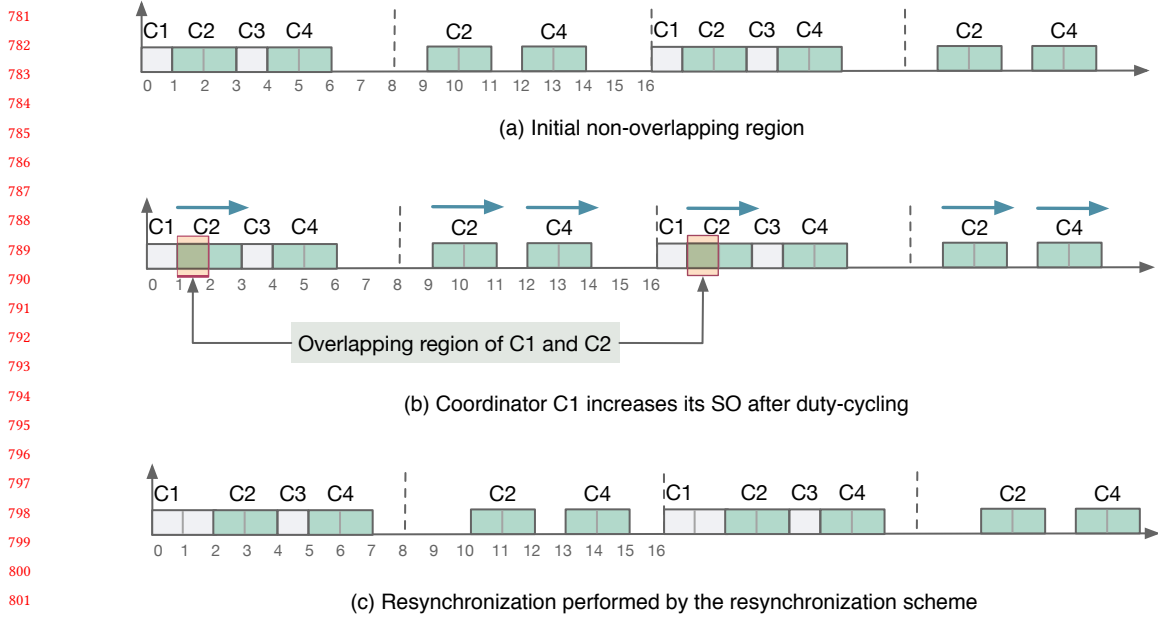 781
782
783
784
785
786
787
788
789
790
791
792
793
794
795
796
797
798
799
800
801
C1 C2 C3 C4 C2 C4 C1 C2 C3 C4 C2 C4
0 1 2 3 4 5 6 7 8 9 10 11 12 13 14 15 16
(a) Initial non-overlapping region
C1 C2 C3 C4 C2 C4 C1 C2 C3 C4 C2 C4
0 1 2 3 4 5 6 7 8 9 10 11 12 13 14 15 16
Overlapping region of C1 and C2
(b) Coordinator C1 increases its SO after duty-cycling
C1 C2 C3 C4 C2 C4 C1 C2 C3 C4 C2 C4
0 1 2 3 4 5 6 7 8 9 10 11 12 13 14 15 16
(c) Resynchronization performed by the resynchronization scheme